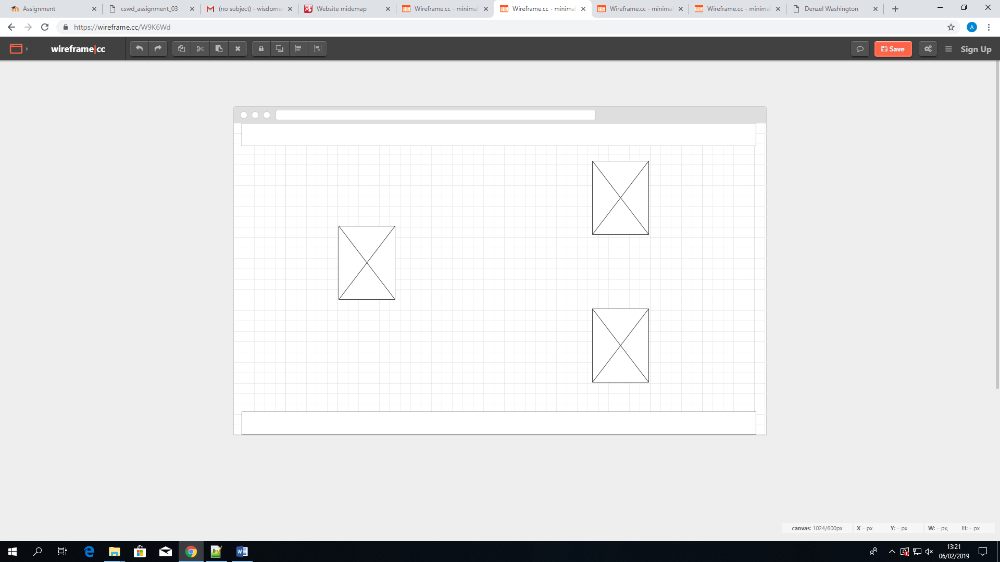 Assignment
cswd_assignment_03
(no subject) - wisdome
Website midemap
Wireframe.cc - minimal
Wireframe.cc - minimal
Wireframe.cc - minimal
Wireframe.cc - minimal
Denzel Washington
https://wireframe.cc/W9K6Wd
A
wireframe|cc
Save
Sign Up
canvas: 1024/600px X – px Y: – px W: – px, H: – px
13:21
06/02/2019